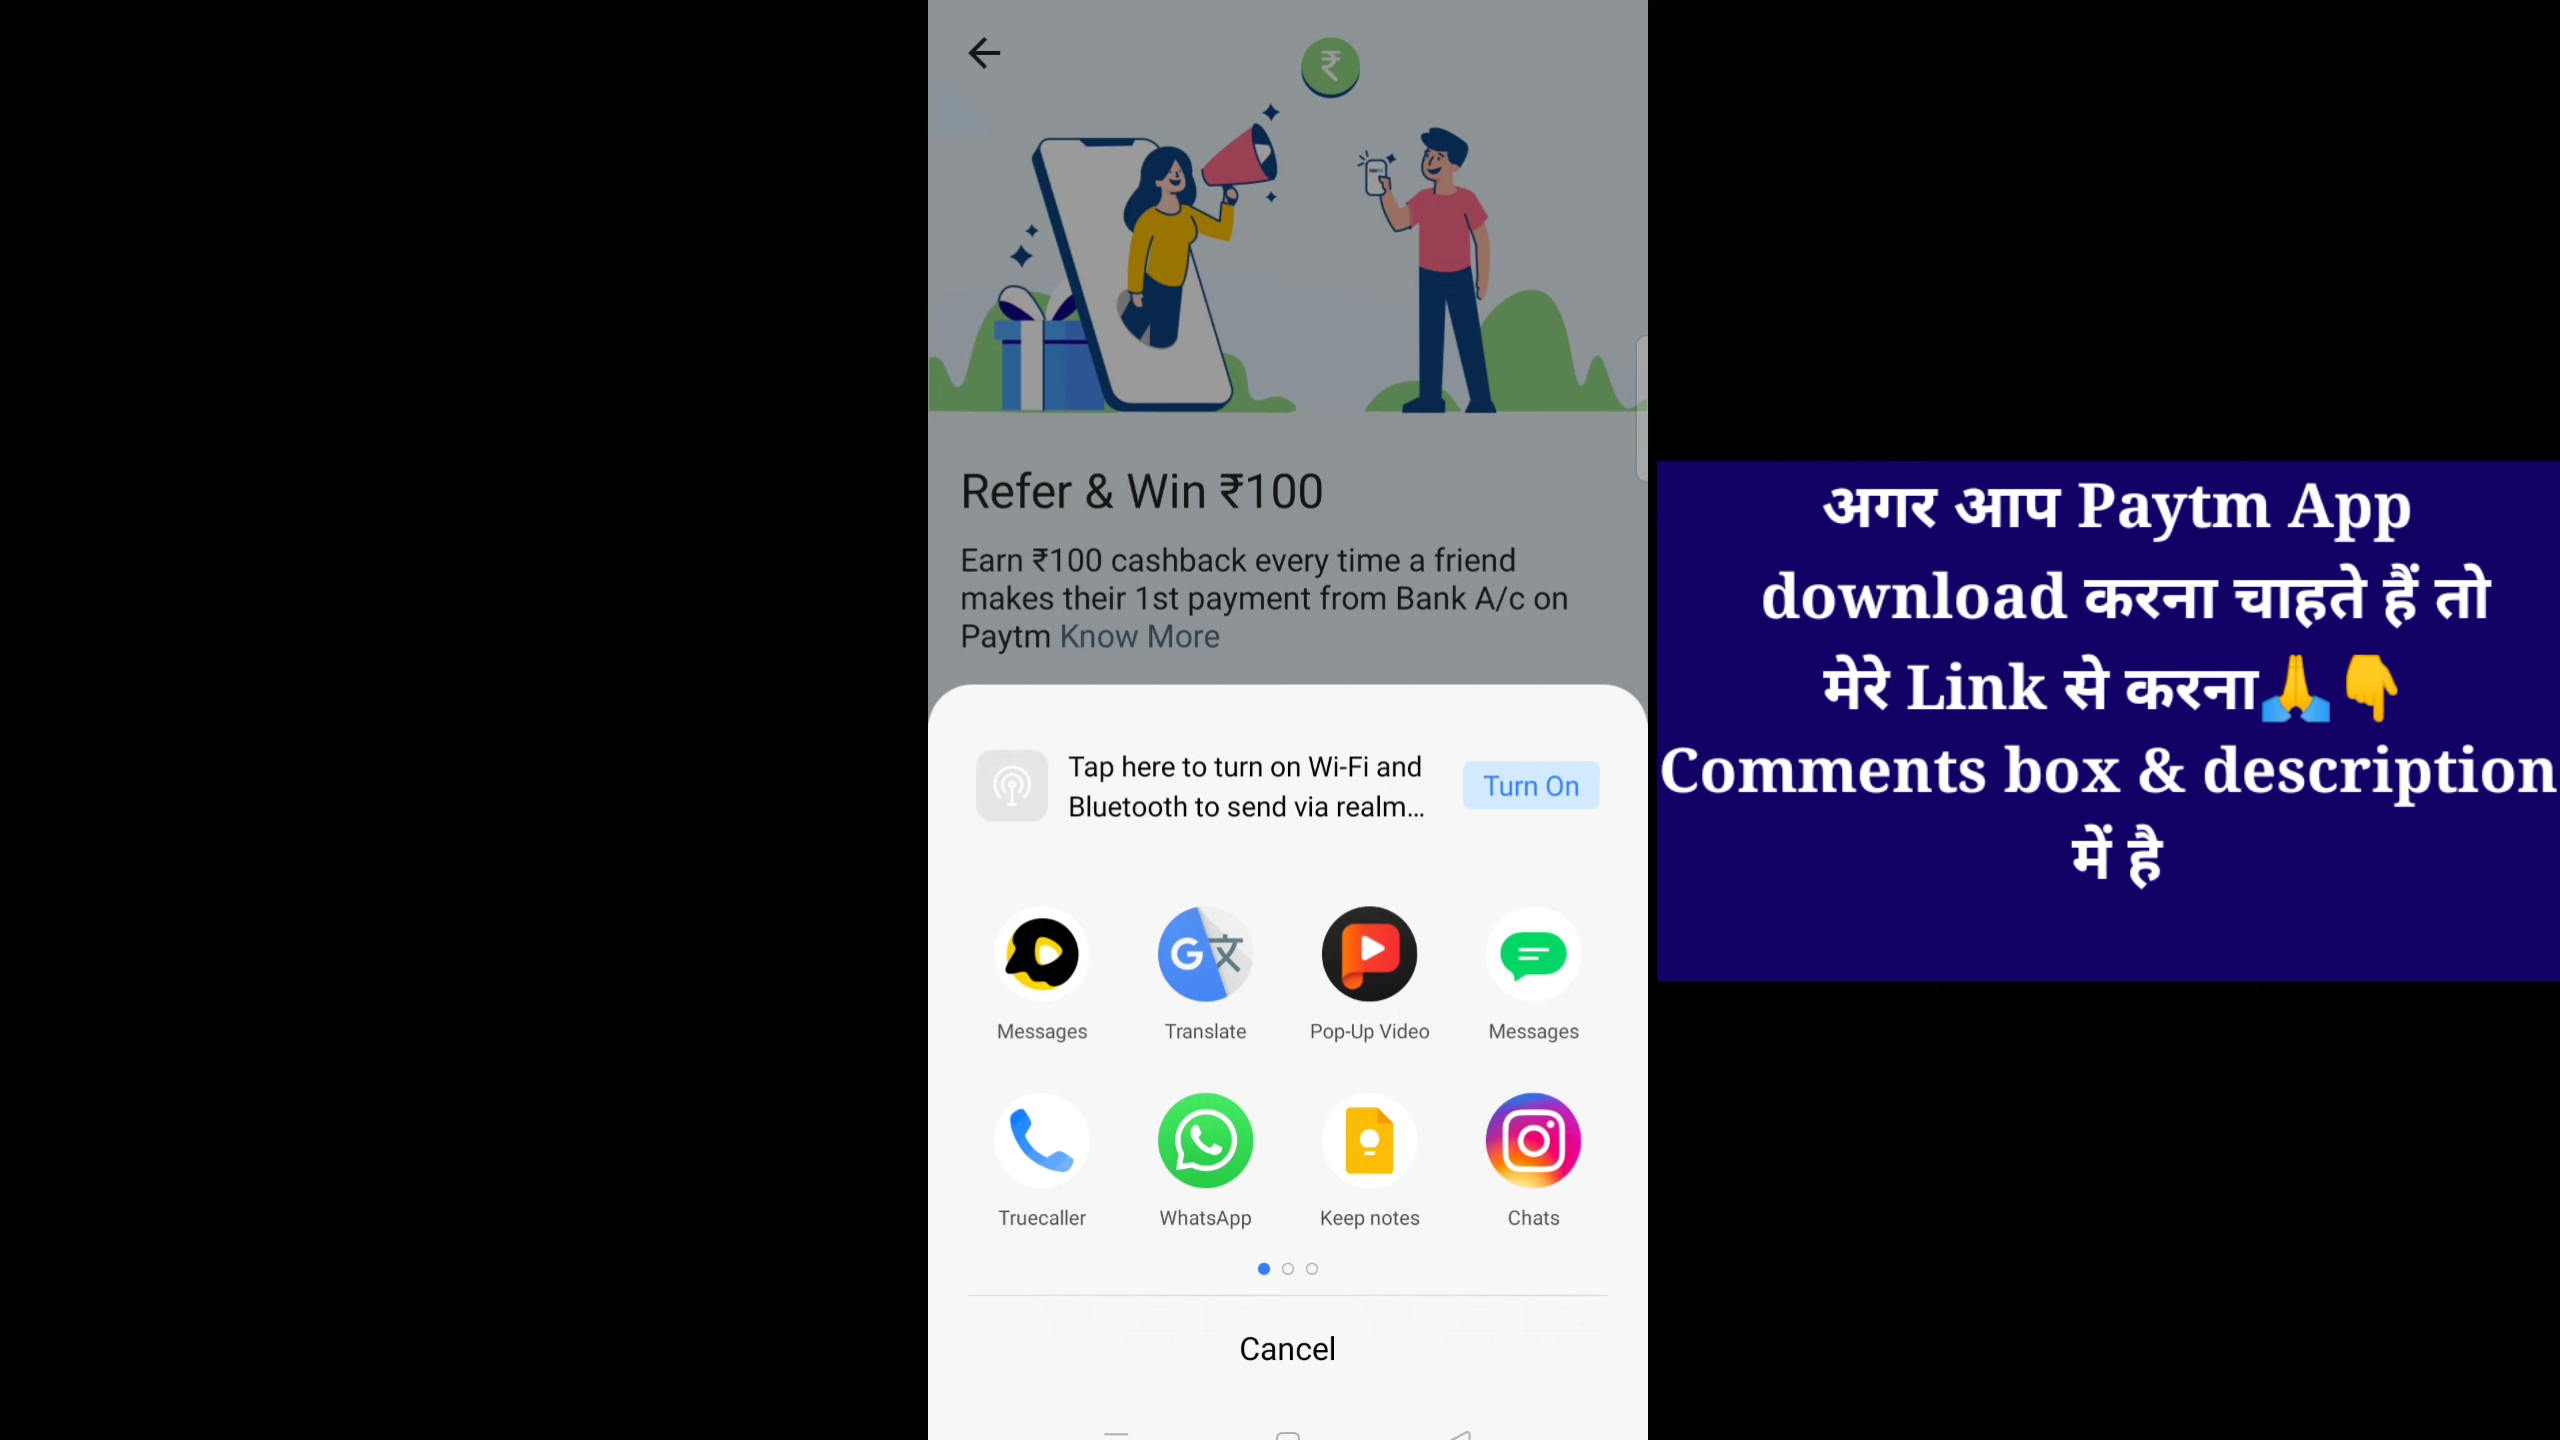 ₹
Refer & Win ₹100
Earn ₹100 cashback every time a friend
makes their 1st payment from Bank A/c on
Paytm Know More
Tap here to turn on Wi-Fi and
Bluetooth to send via realm...
Turn On
Messages
Translate
Pop-Up Video
Messages
Truecaller
WhatsApp
Keep notes
Chats
Cancel
अगर आप Paytm App
download करना चाहते हैं तो
मेरे Link से करना🙏👇
Comments box & description
में है